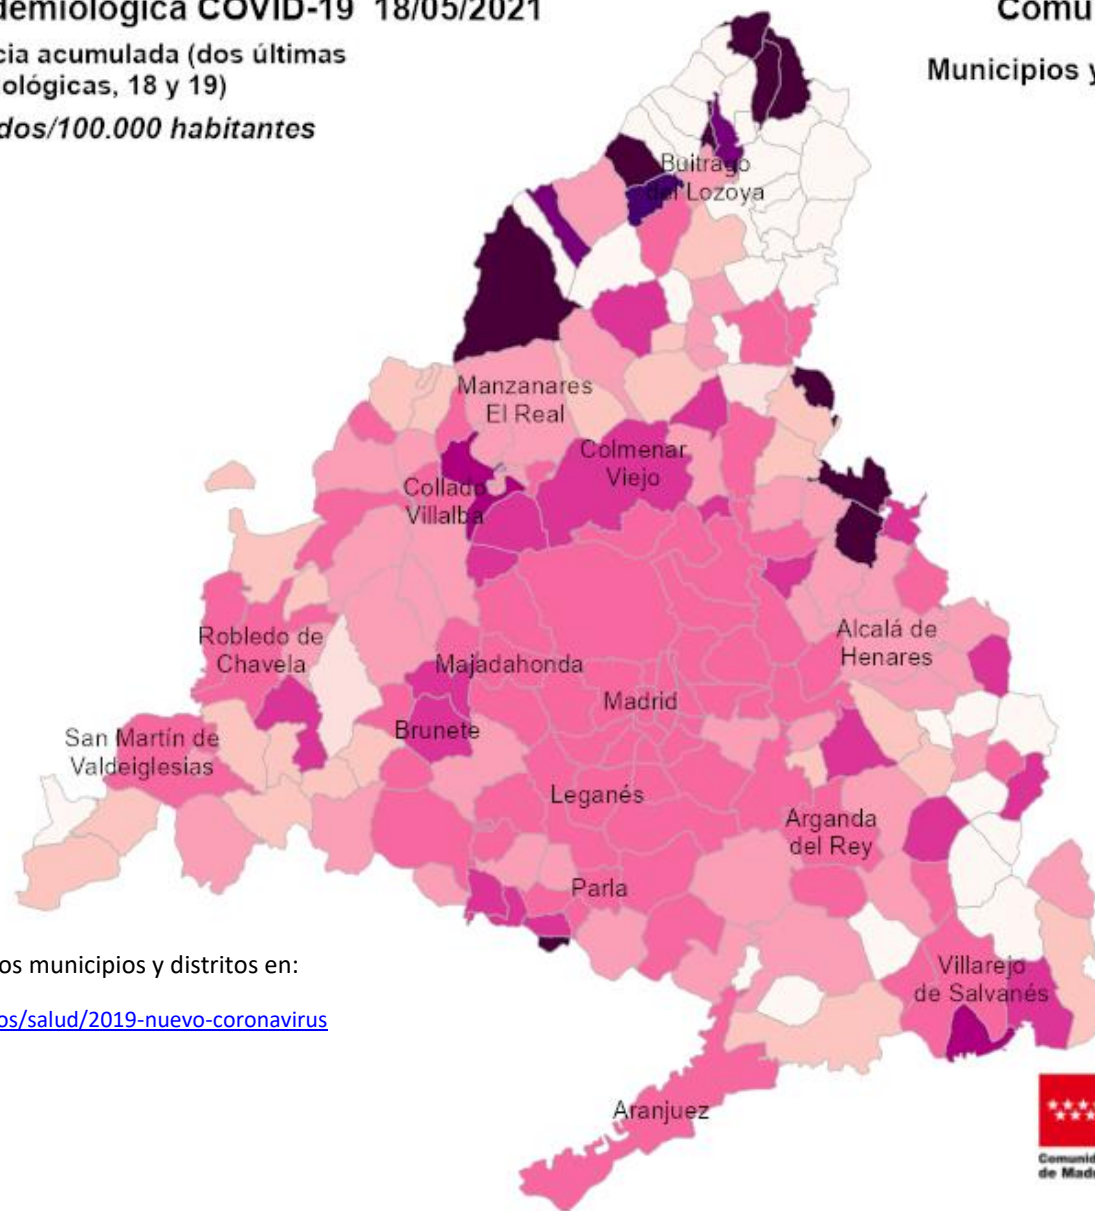 demiológica COVID-19 18/05/2021
cia acumulada (dos últimas
ológicas, 18 y 19)
dos/100.000 habitantes
Comu
Municipios y
Buitrago
del Lozoya
Manzanares
El Real
Colmenar
Viejo
Collado
Villalba
Robledo de
Chavela
Majadahonda
Alcalá de
Henares
Madrid
Brunete
San Martín de
Valdeiglesias
Leganés
Arganda
del Rey
Parla
os municipios y distritos en:
os/salud/2019-nuevo-coronavirus
Villarejo
de Salvanés
Aranjuez
Comunid
de Madr